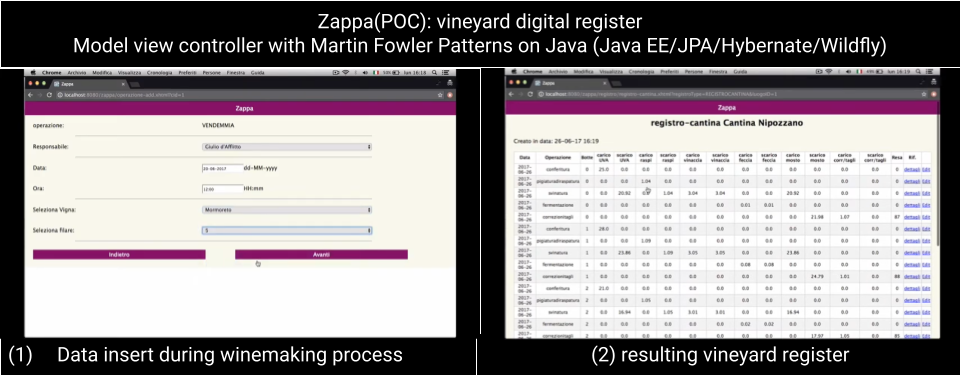 Zappa(POC): vineyard digital register
Model view controller with Martin Fowler Patterns on Java (Java EE/JPA/Hybernate/Wildfly)
Chrome Archivio Modifica Visualizza Cronologia Preferiti Persone Finestra Guida
Zappa
Zappa
operazione: VENDEMMIA
Responsabile: Giulio d'Afflitto
Data: 26-06-2017 dd-MM-yyyy
Ora: 12:00 HH:mm
Seleziona Vigna: Mormoreto
Seleziona filare: 5
Indietro Avanti
(1) Data insert during winemaking process
Chrome Archivio Modifica Visualizza Cronologia Preferiti Persone Finestra Guida
Zappa
Zappa
registro-cantina Cantina Nipozzano
Creato in data: 26-06-17 16:19
Data Operazione Botte carico UVA scarico UVA carico raspi scarico raspi carico vinaccia scarico vinaccia carico feccia scarico feccia carico mosto scarico mosto carico corr/tagli scarico corr/tagli Resa Rif.
2017-06-26 conferitura 0 25.0 0.0 0.0 0.0 0.0 0.0 0.0 0.0 0.0 0.0 0.0 0.0 0 dettagli Edit
2017-06-26 pigiaturadiraspatura 0 0.0 0.0 1.04 0.0 0.0 0.0 0.0 0.0 0.0 0.0 0.0 0.0 0 dettagli Edit
2017-06-26 svinatura 0 0.0 20.92 1.04 3.04 3.04 0.0 0.0 20.92 0.0 0.0 0.0 0 dettagli Edit
2017-06-26 fermentazione 0 0.0 0.0 0.0 0.0 0.0 0.0 0.01 0.01 0.0 0.0 0.0 0.0 0 dettagli Edit
2017-06-26 correzionitagli 0 0.0 0.0 0.0 0.0 0.0 0.0 0.0 0.0 0.0 21.98 1.07 0.0 87 dettagli Edit
2017-06-26 conferitura 1 28.0 0.0 0.0 0.0 0.0 0.0 0.0 0.0 0.0 0.0 0.0 0.0 0 dettagli Edit
2017-06-26 pigiaturadiraspatura 1 0.0 0.0 1.09 0.0 0.0 0.0 0.0 0.0 0.0 0.0 0.0 0.0 0 dettagli Edit
2017-06-26 svinatura 1 0.0 23.86 0.0 1.09 3.05 3.05 0.0 0.0 23.86 0.0 0.0 0.0 0 dettagli Edit
2017-06-26 fermentazione 1 0.0 0.0 0.0 0.0 0.0 0.0 0.08 0.08 0.0 0.0 0.0 0.0 0 dettagli Edit
2017-06-26 correzionitagli 1 0.0 0.0 0.0 0.0 0.0 0.0 0.0 0.0 0.0 24.79 1.01 0.0 88 dettagli Edit
2017-06-26 conferitura 2 21.0 0.0 0.0 0.0 0.0 0.0 0.0 0.0 0.0 0.0 0.0 0.0 0 dettagli Edit
2017-06-26 pigiaturadiraspatura 2 0.0 0.0 1.05 0.0 0.0 0.0 0.0 0.0 0.0 0.0 0.0 0.0 0 dettagli Edit
2017-06-26 svinatura 2 0.0 16.94 0.0 1.05 3.01 3.01 0.0 0.0 16.94 0.0 0.0 0.0 0 dettagli Edit
2017-06-26 fermentazione 2 0.0 0.0 0.0 0.0 0.0 0.0 0.02 0.02 0.0 0.0 0.0 0.0 0 dettagli Edit
2017- correzionitagli 2 0.0 0.0 0.0 0.0 0.0 0.0 0.0 0.0 0.0 17.97 1.05 0.0 85 dettagli Edit
(2) resulting vineyard register